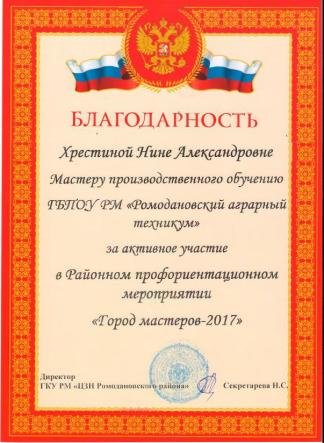 БЛАГОДАРНОСТЬ
Хрестиной Нине Александровне
Мастеру производственного обучению
ГБПОУ РМ «Ромодановский аграрный
техникум»
за активное участие
в Районном профориентационном
мероприятии
«Город мастеров-2017»
Директор
ГКУ РМ «ЦЗН Ромодановского района»
Секретарева Н.С.